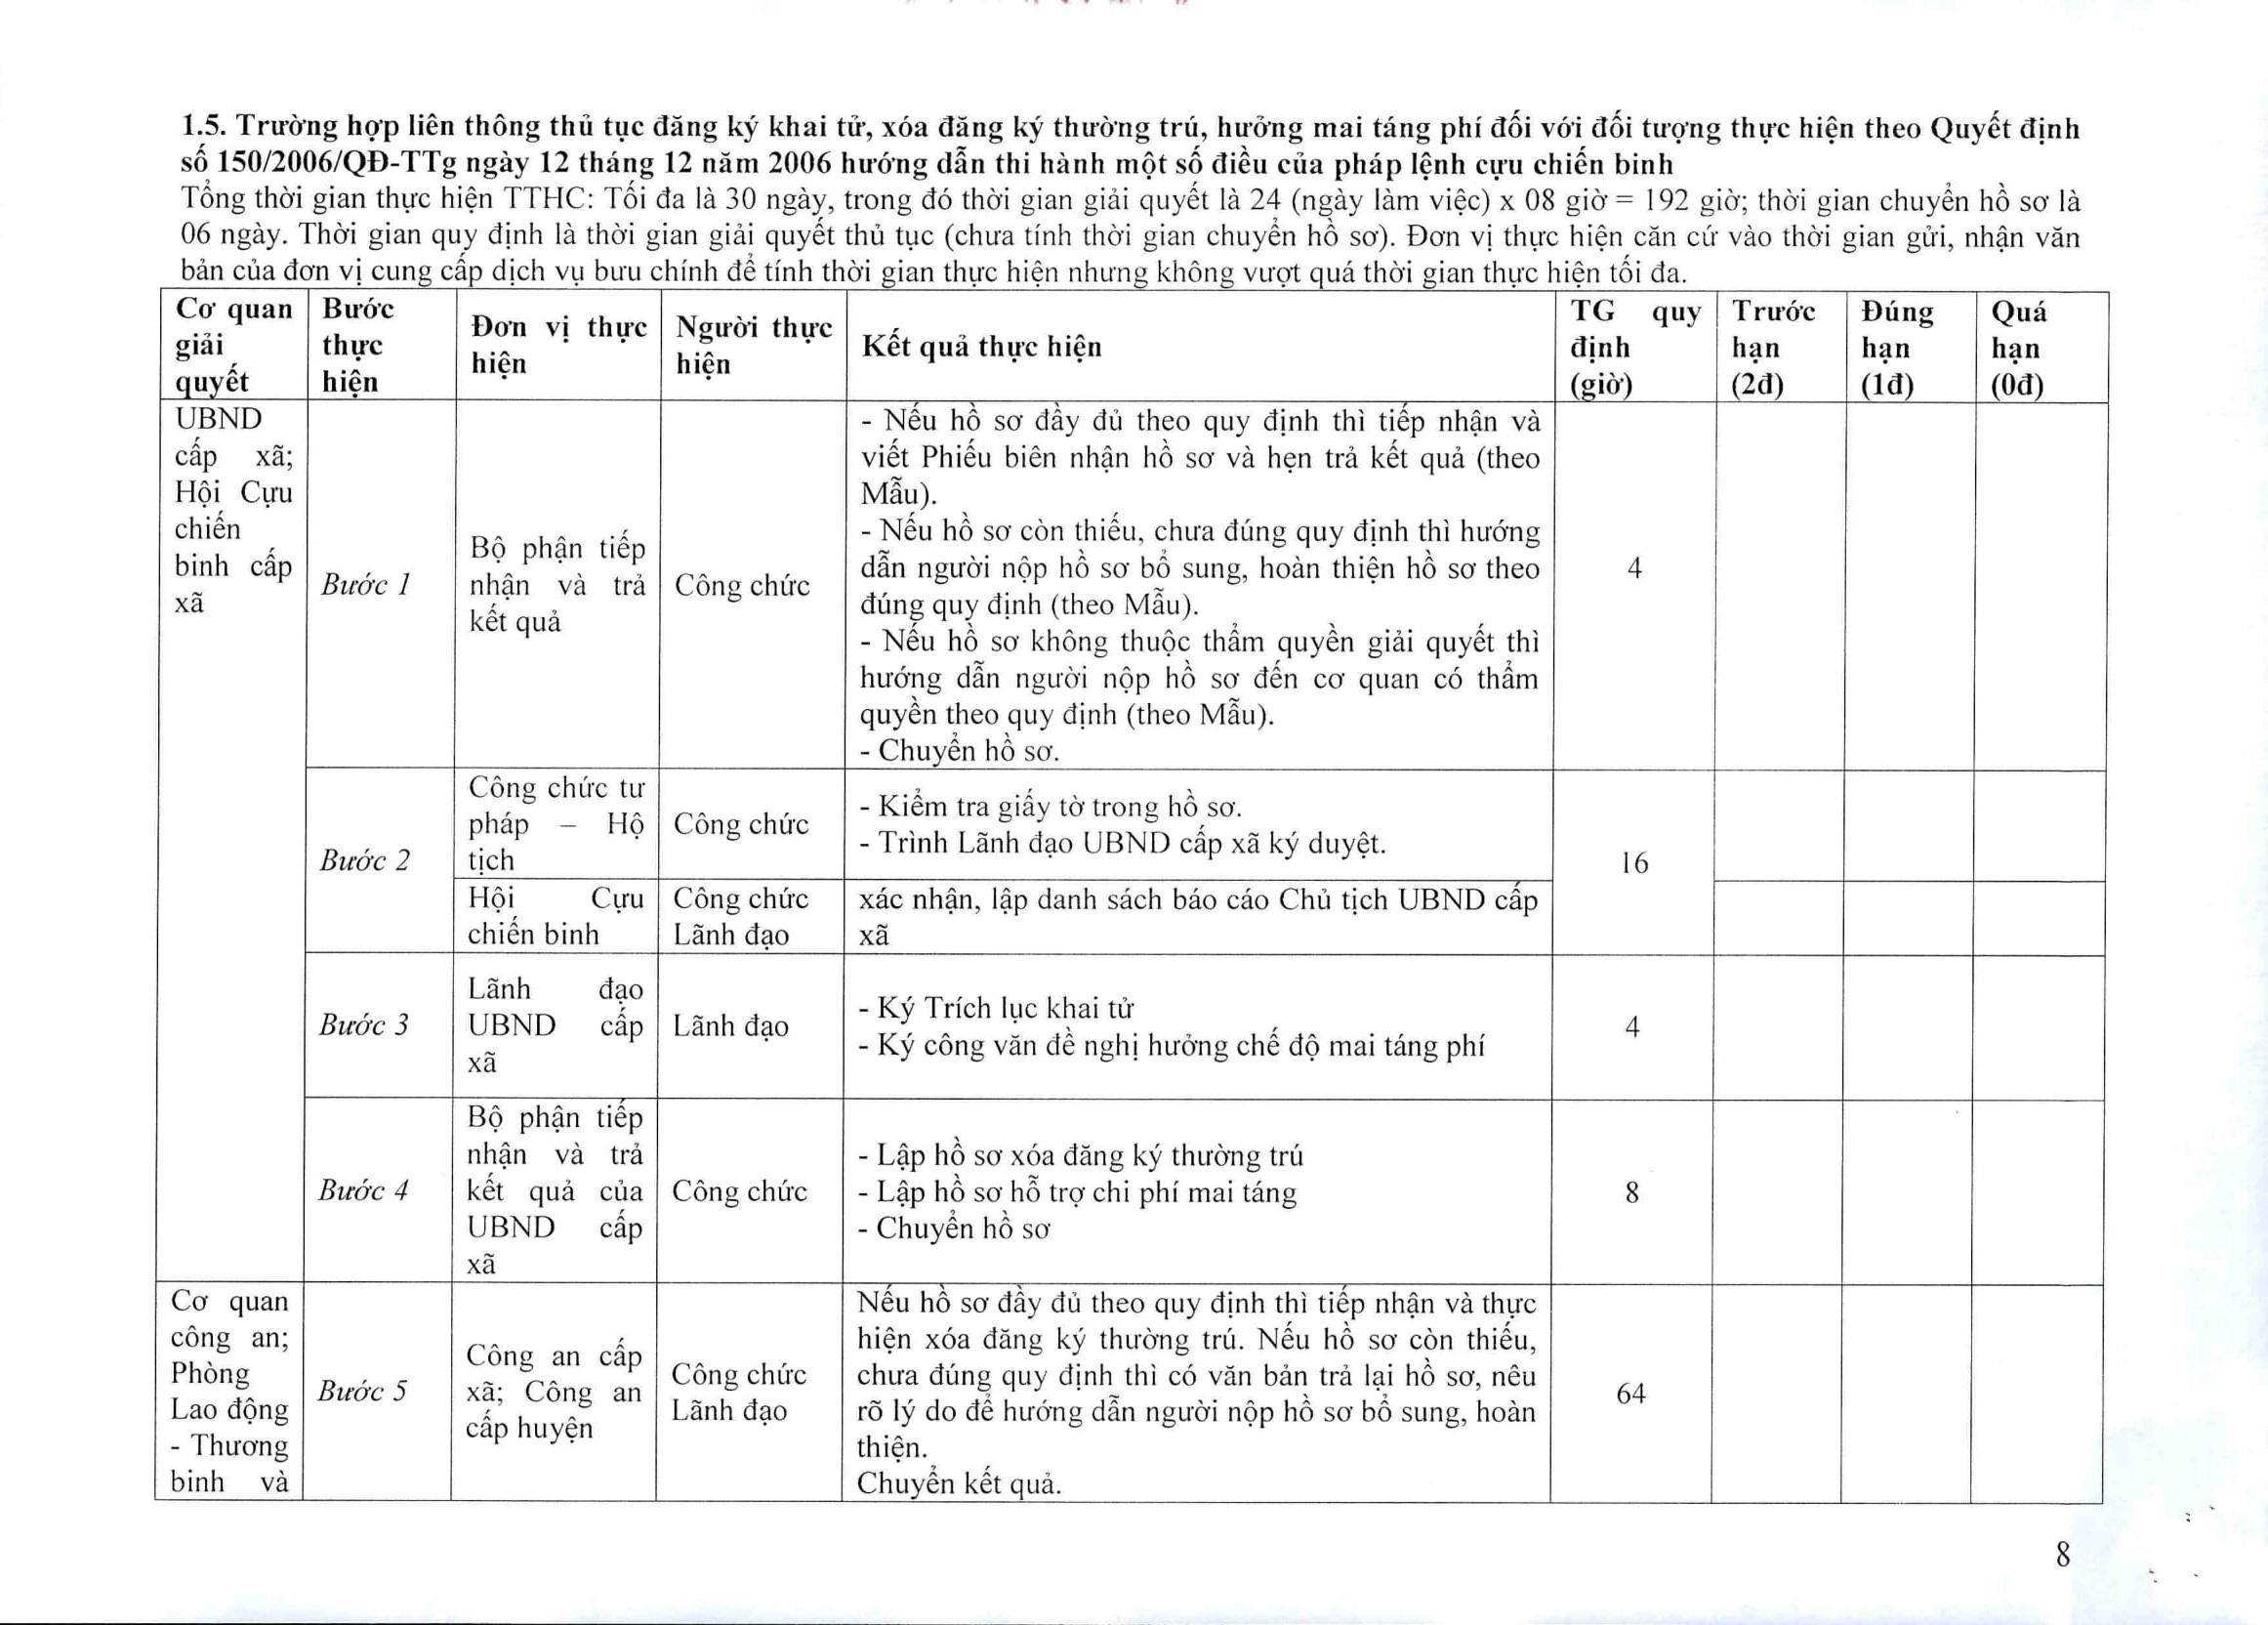 1.5. Trường hợp liên thông thủ tục đăng ký khai tử, xóa đăng ký thường trú, hưởng mai táng phí đối với đối tượng thực hiện theo Quyết định
số 150/2006/QĐ-TTg ngày 12 tháng 12 năm 2006 hướng dẫn thi hành một số điều của pháp lệnh cựu chiến binh
Tổng thời gian thực hiện TTHC: Tối đa là 30 ngày, trong đó thời gian giải quyết là 24 (ngày làm việc) x 08 giờ = 192 giờ; thời gian chuyển hồ sơ là
06 ngày. Thời gian quy định là thời gian giải quyết thủ tục (chưa tính thời gian chuyển hồ sơ). Đơn vị thực hiện căn cứ vào thời gian gửi, nhận văn
bản của đơn vị cung cấp dịch vụ bưu chính để tính thời gian thực hiện nhưng không vượt quá thời gian thực hiện tối đa.
Cơ quan
giải
quyết
Bước
thực
hiện
Đơn vị thực
hiện
Người thực
hiện
Kết quả thực hiện
TG quy
định
(giờ)
Trước
hạn
(2đ)
Đúng
hạn
(1đ)
Quá
hạn
(0đ)
UBND
cấp xã;
Hội Cựu
chiến
binh cấp
xã
Bước 1
Bộ phận tiếp
nhận và trả
kết quả
Công chức
- Nếu hồ sơ đầy đủ theo quy định thì tiếp nhận và
viết Phiếu biên nhận hồ sơ và hẹn trả kết quả (theo
Mẫu).
- Nếu hồ sơ còn thiếu, chưa đúng quy định thì hướng
dẫn người nộp hồ sơ bổ sung, hoàn thiện hồ sơ theo
đúng quy định (theo Mẫu).
- Nếu hồ sơ không thuộc thẩm quyền giải quyết thì
hướng dẫn người nộp hồ sơ đến cơ quan có thẩm
quyền theo quy định (theo Mẫu).
- Chuyển hồ sơ.
4
Bước 2
Công chức tư
pháp – Hộ
tịch
Công chức
- Kiểm tra giấy tờ trong hồ sơ.
- Trình Lãnh đạo UBND cấp xã ký duyệt.
16
Hội Cựu
chiến binh
Công chức
Lãnh đạo
xác nhận, lập danh sách báo cáo Chủ tịch UBND cấp
xã
Bước 3
Lãnh đạo
UBND cấp
xã
Lãnh đạo
- Ký Trích lục khai tử
- Ký công văn đề nghị hưởng chế độ mai táng phí
4
Bước 4
Bộ phận tiếp
nhận và trả
kết quả của
UBND cấp
xã
Công chức
- Lập hồ sơ xóa đăng ký thường trú
- Lập hồ sơ hỗ trợ chi phí mai táng
- Chuyển hồ sơ
8
Cơ quan
công an;
Phòng
Lao động
- Thương
binh và
Bước 5
Công an cấp
xã; Công an
cấp huyện
Công chức
Lãnh đạo
Nếu hồ sơ đầy đủ theo quy định thì tiếp nhận và thực
hiện xóa đăng ký thường trú. Nếu hồ sơ còn thiếu,
chưa đúng quy định thì có văn bản trả lại hồ sơ, nêu
rõ lý do để hướng dẫn người nộp hồ sơ bổ sung, hoàn
thiện.
Chuyển kết quả.
64
8